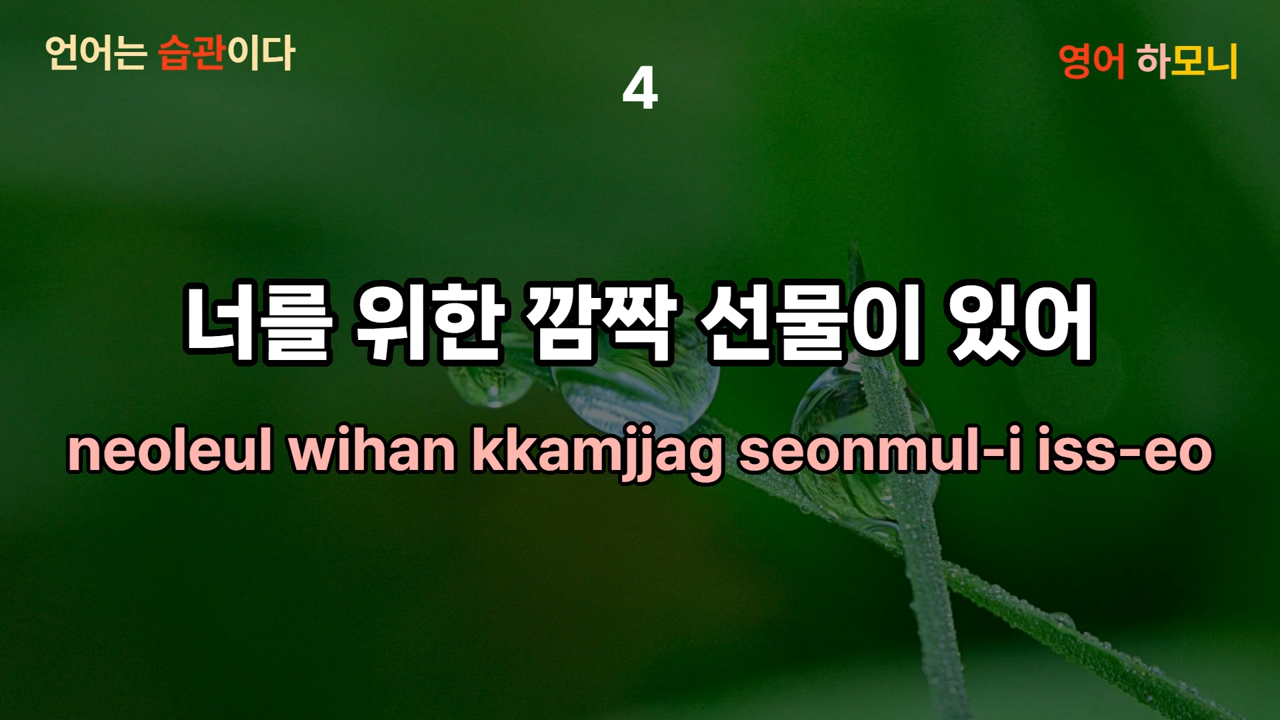 언어는 습관이다
영어 하모니
4
너를 위한 깜짝 선물이 있어
neoleul wihan kkamjjag seonmul-i iss-eo